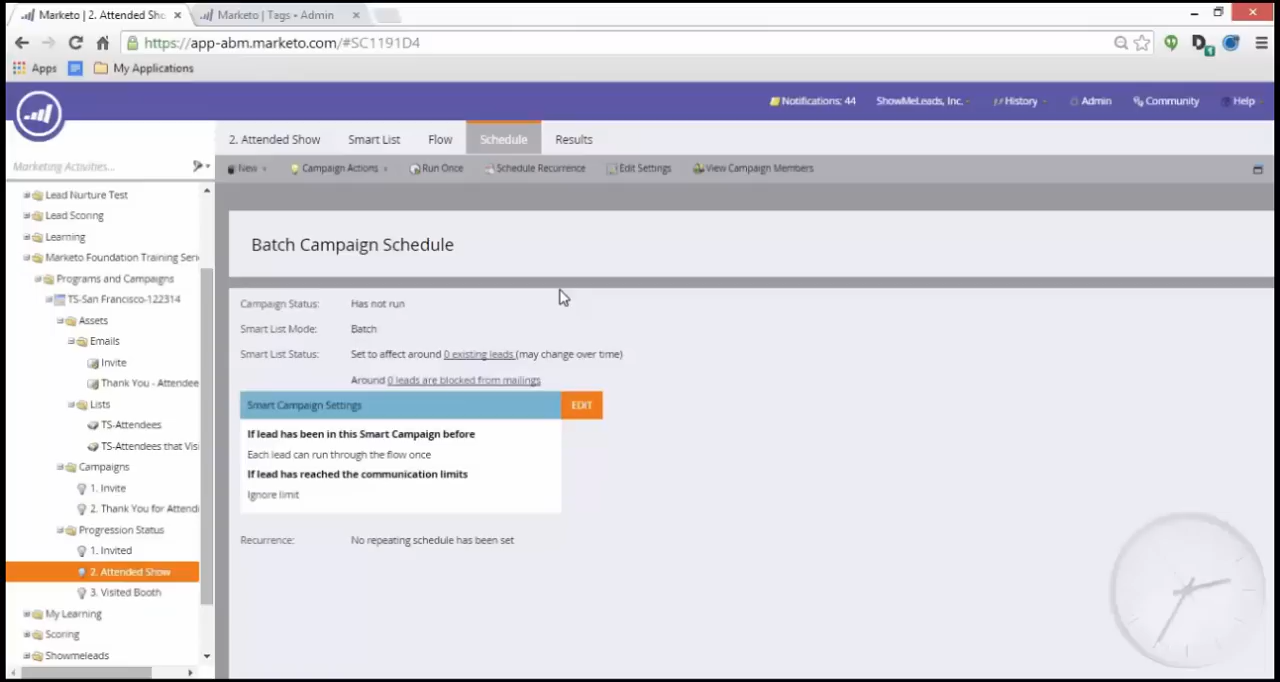 Marketo | 2. Attended Sho ×
Marketo | Tags - Admin ×
https://app-abm.marketo.com/#SC1191D4
Apps My Applications
Notifications: 44 ShowMeLeads, Inc. History Admin Community Help
2. Attended Show Smart List Flow Schedule Results
Marketing Activities...
New Campaign Actions Run Once Schedule Recurrence Edit Settings View Campaign Members
Lead Nurture Test
Lead Scoring
Learning
Marketo Foundation Training Seri
Programs and Campaigns
TS-San Francisco-122314
Assets
Emails
Invite
Thank You - Attendee
Lists
TS-Attendees
TS-Attendees that Visi
Campaigns
1. Invite
2. Thank You for Attendi
Progression Status
1. Invited
2. Attended Show
3. Visited Booth
My Learning
Scoring
Showmeleads
Batch Campaign Schedule
Campaign Status: Has not run
Smart List Mode: Batch
Smart List Status: Set to affect around 0 existing leads (may change over time)
Around 0 leads are blocked from mailings
Smart Campaign Settings EDIT
If lead has been in this Smart Campaign before
Each lead can run through the flow once
If lead has reached the communication limits
Ignore limit
Recurrence: No repeating schedule has been set